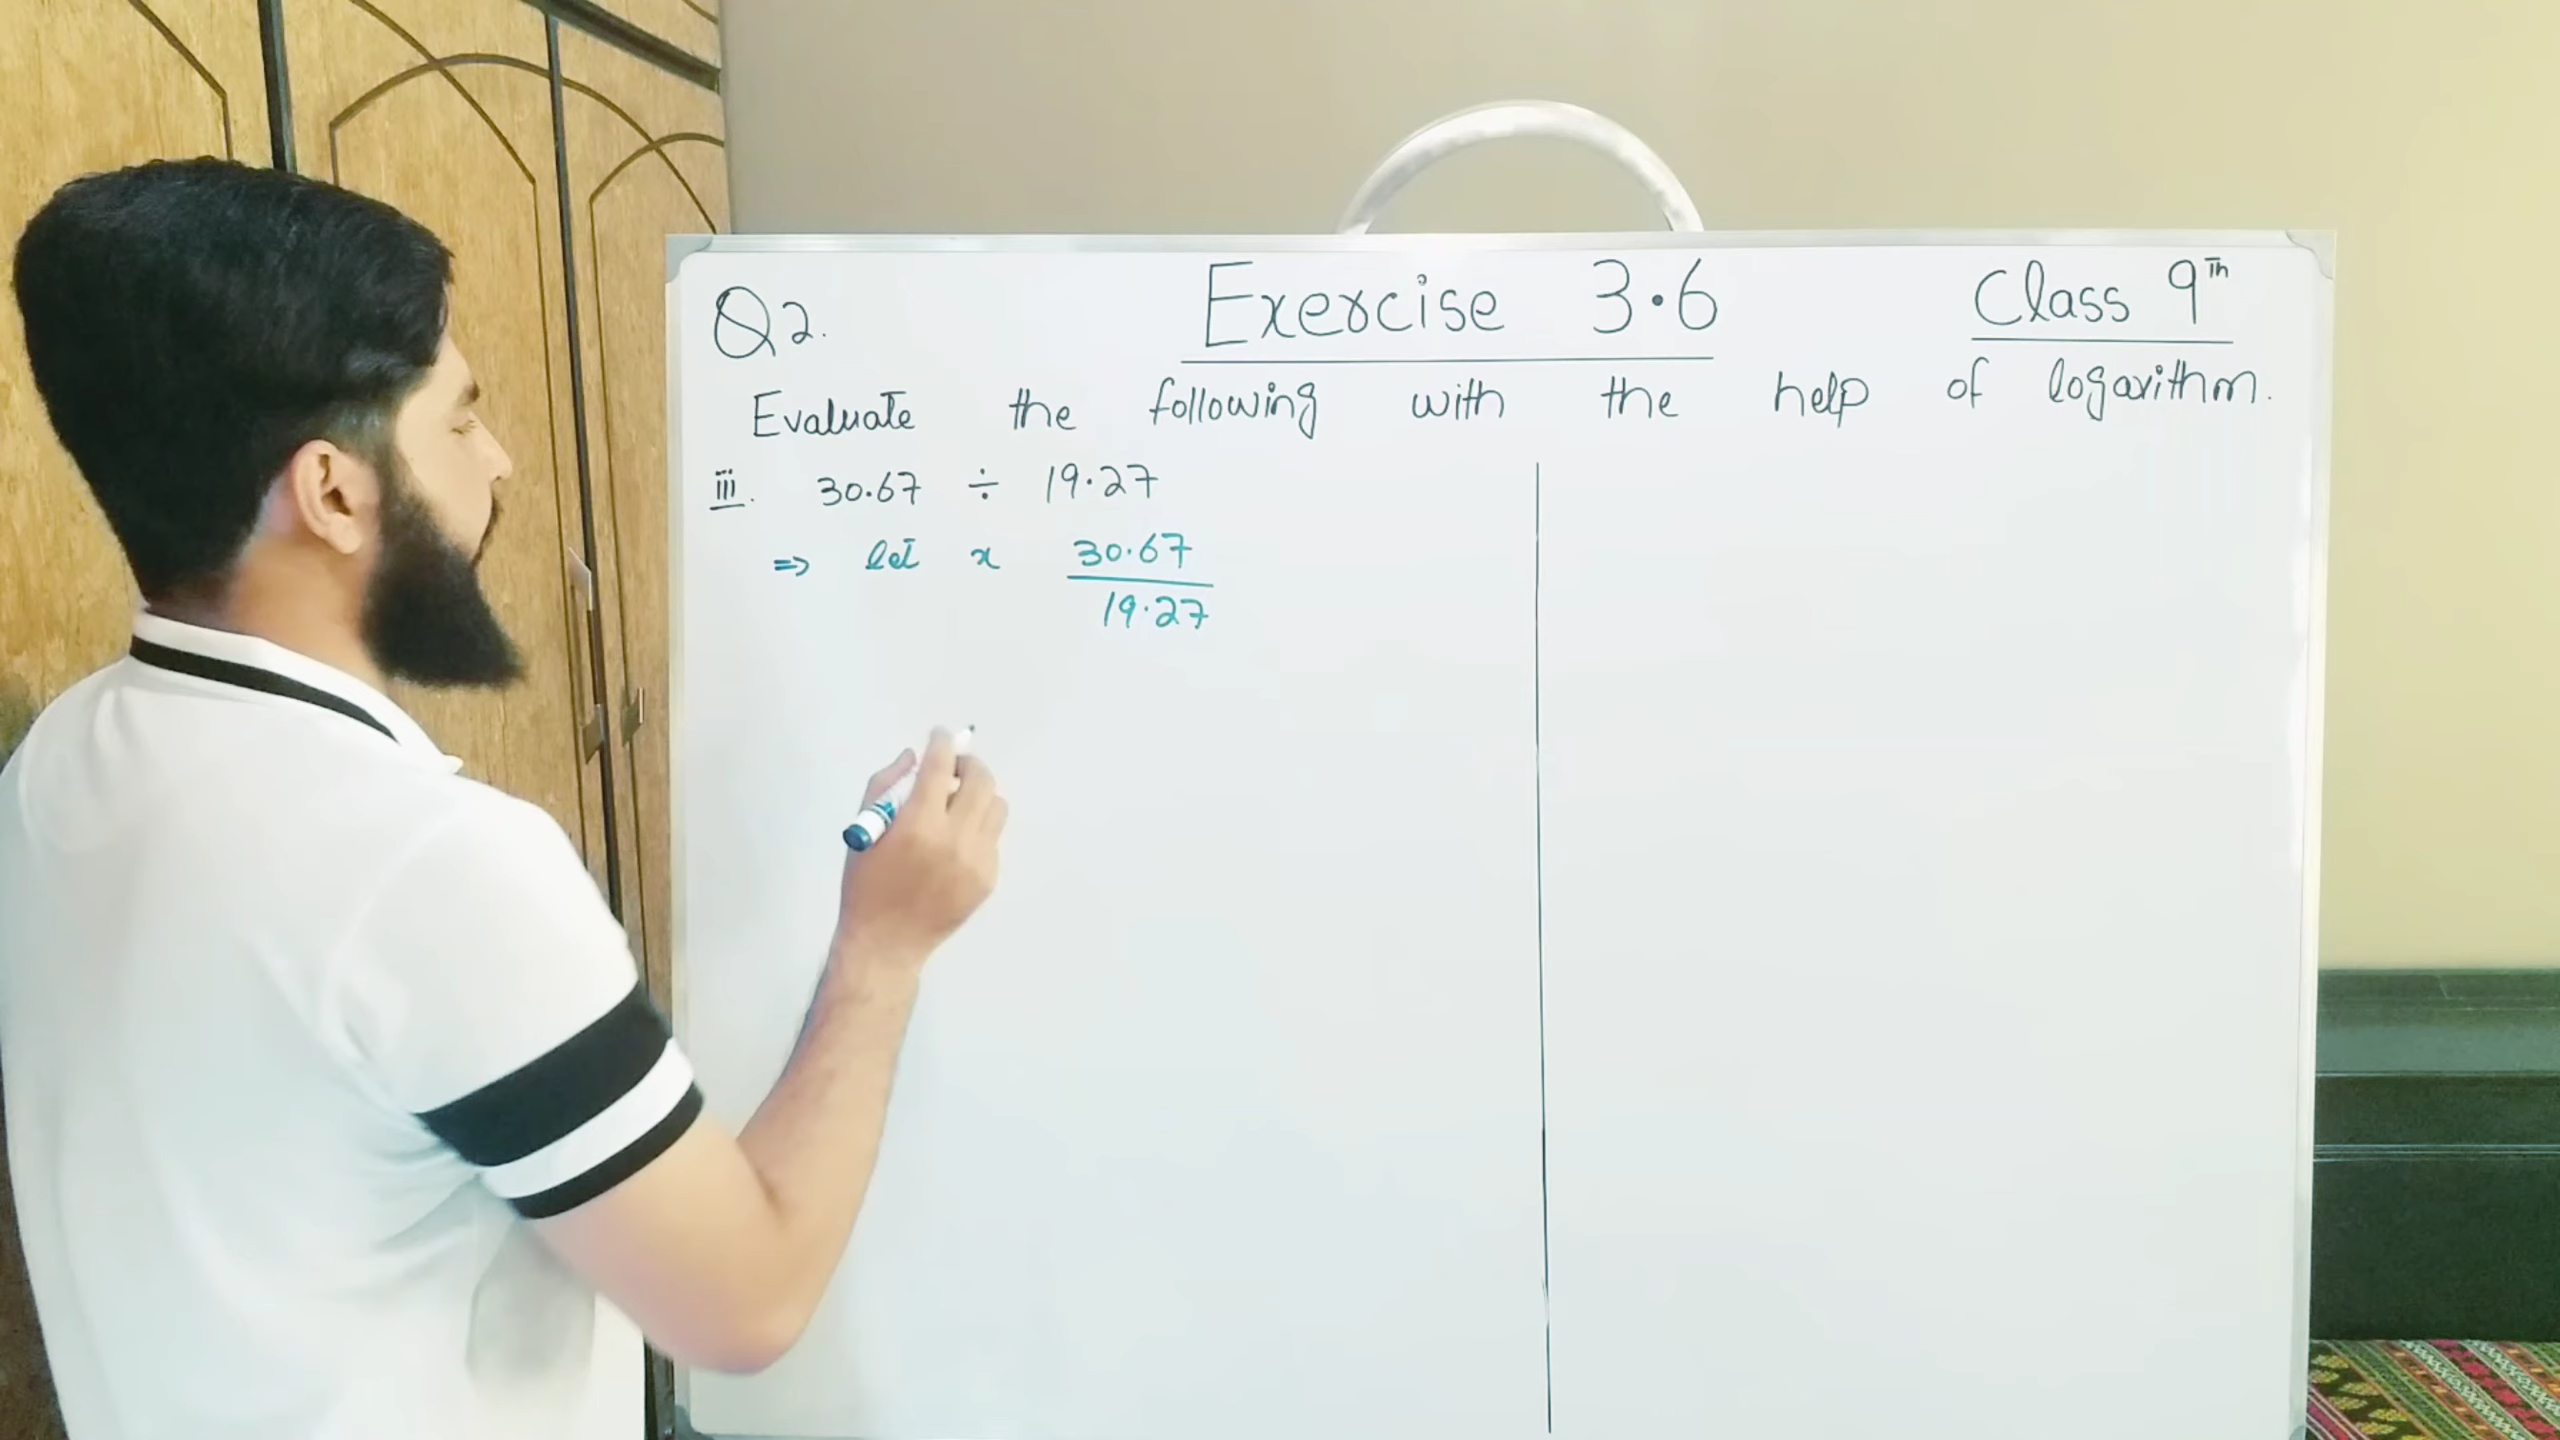 Q2. Exercise 3.6 Class 9Th
Evaluate the following with the help of logarithm.
iii. 30.67 ÷ 19.27
⇒ let x 30.67
19.27